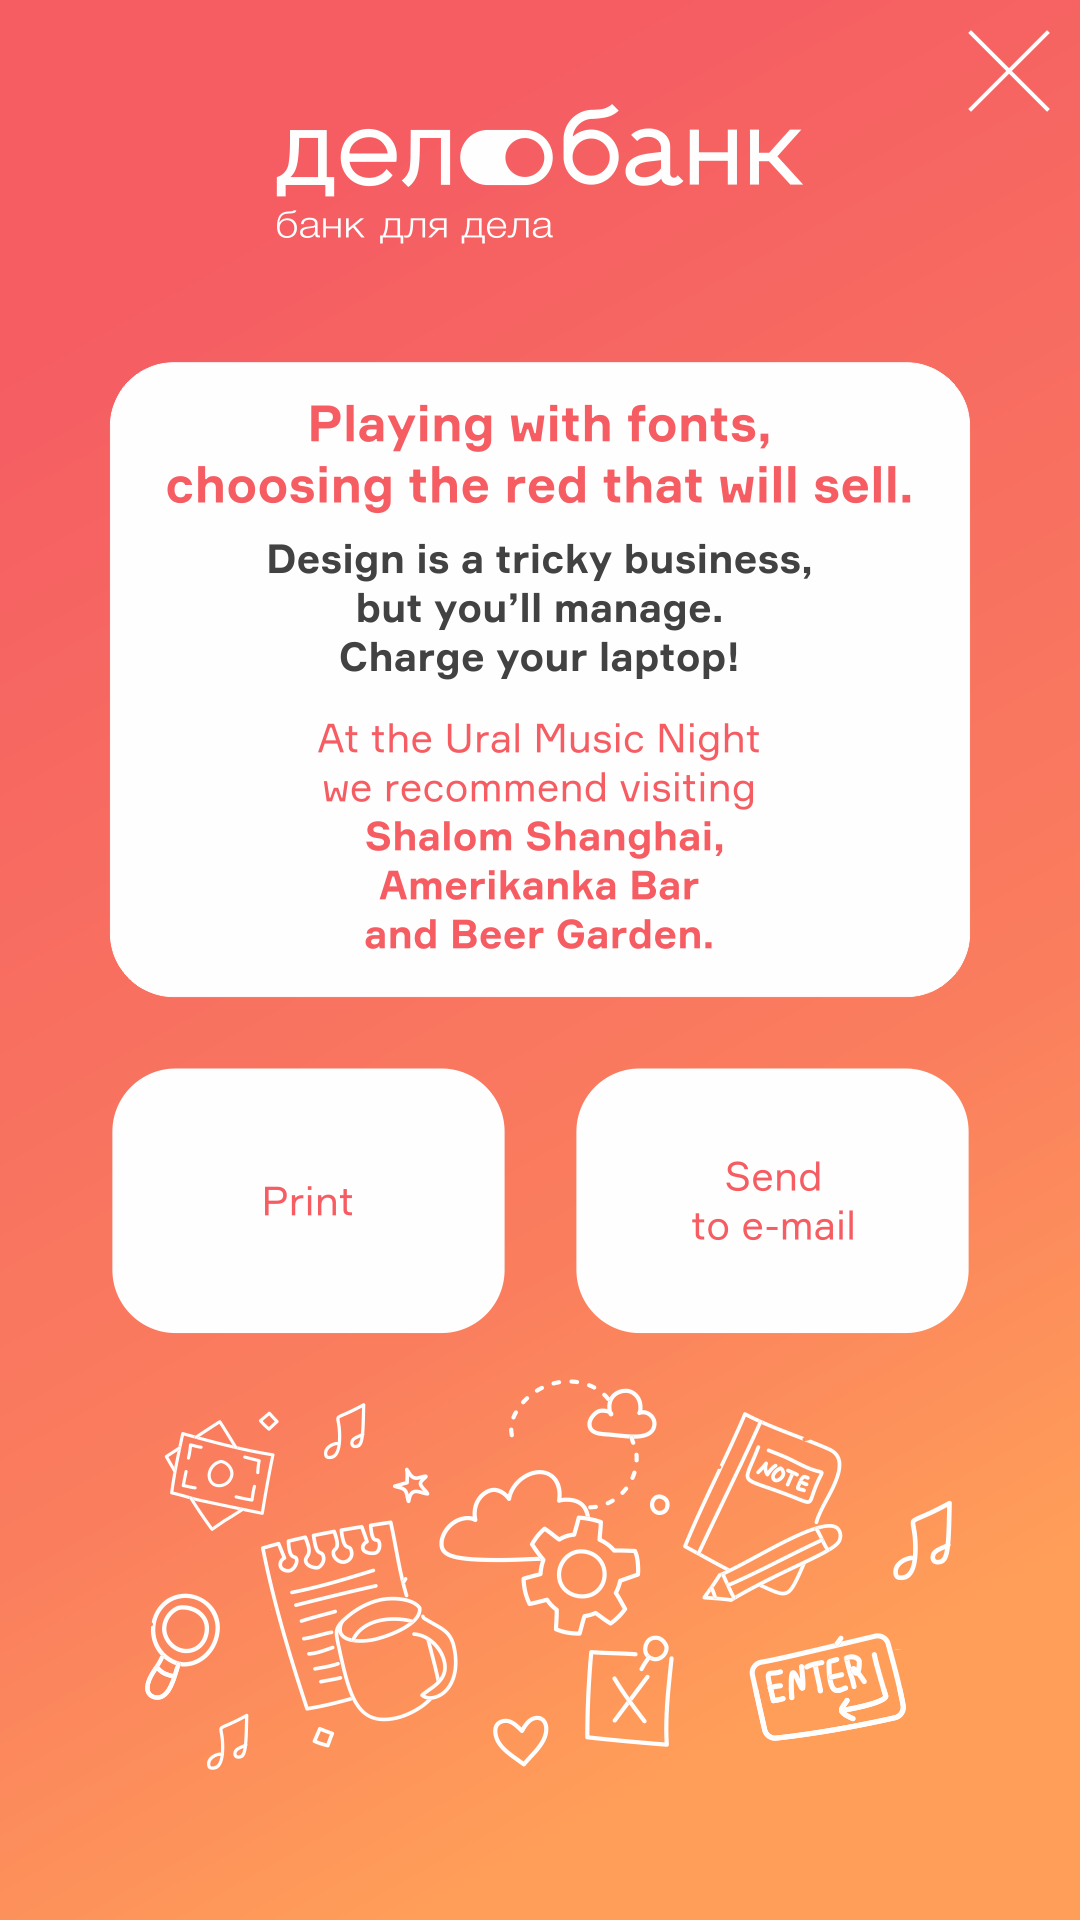 делобанк
банк для дела
Playing with fonts,
choosing the red that will sell.
Design is a tricky business,
but you’ll manage.
Charge your laptop!
At the Ural Music Night
we recommend visiting
Shalom Shanghai,
Amerikanka Bar
and Beer Garden.
Print
Send
to e-mail
NOTE
X
ENTER